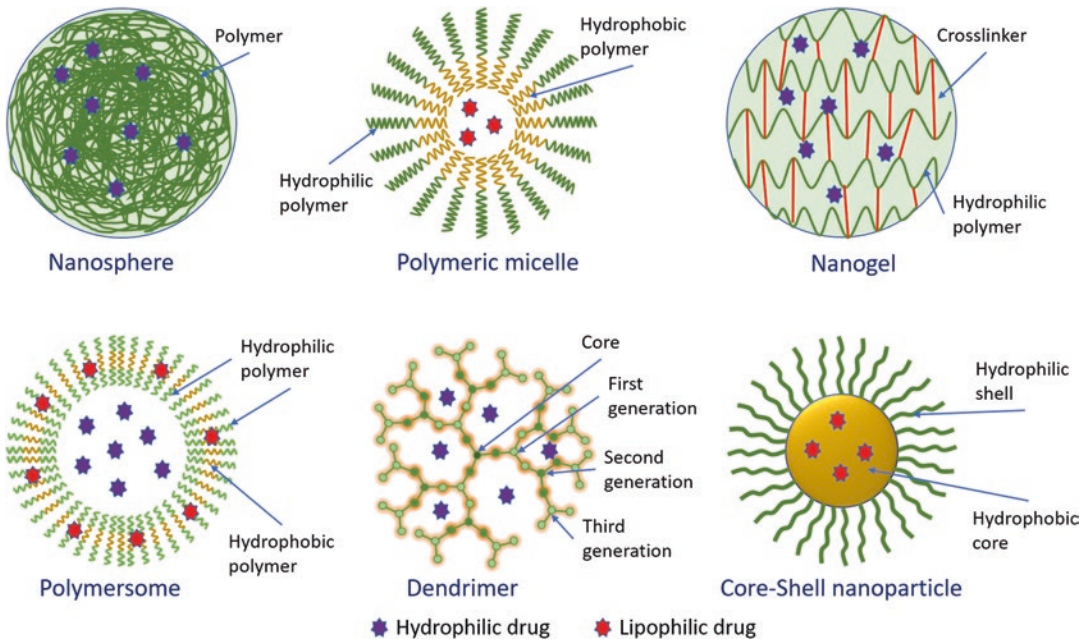 Polymer
Hydrophobic
polymer
Crosslinker
Hydrophilic
polymer
Hydrophilic
polymer
Nanosphere
Polymeric micelle
Nanogel
Hydrophilic
polymer
Hydrophobic
polymer
Core
First
generation
Second
generation
Third
generation
Hydrophilic
shell
Hydrophobic
core
Polymersome
Dendrimer
Core-Shell nanoparticle
Hydrophilic drug
Lipophilic drug